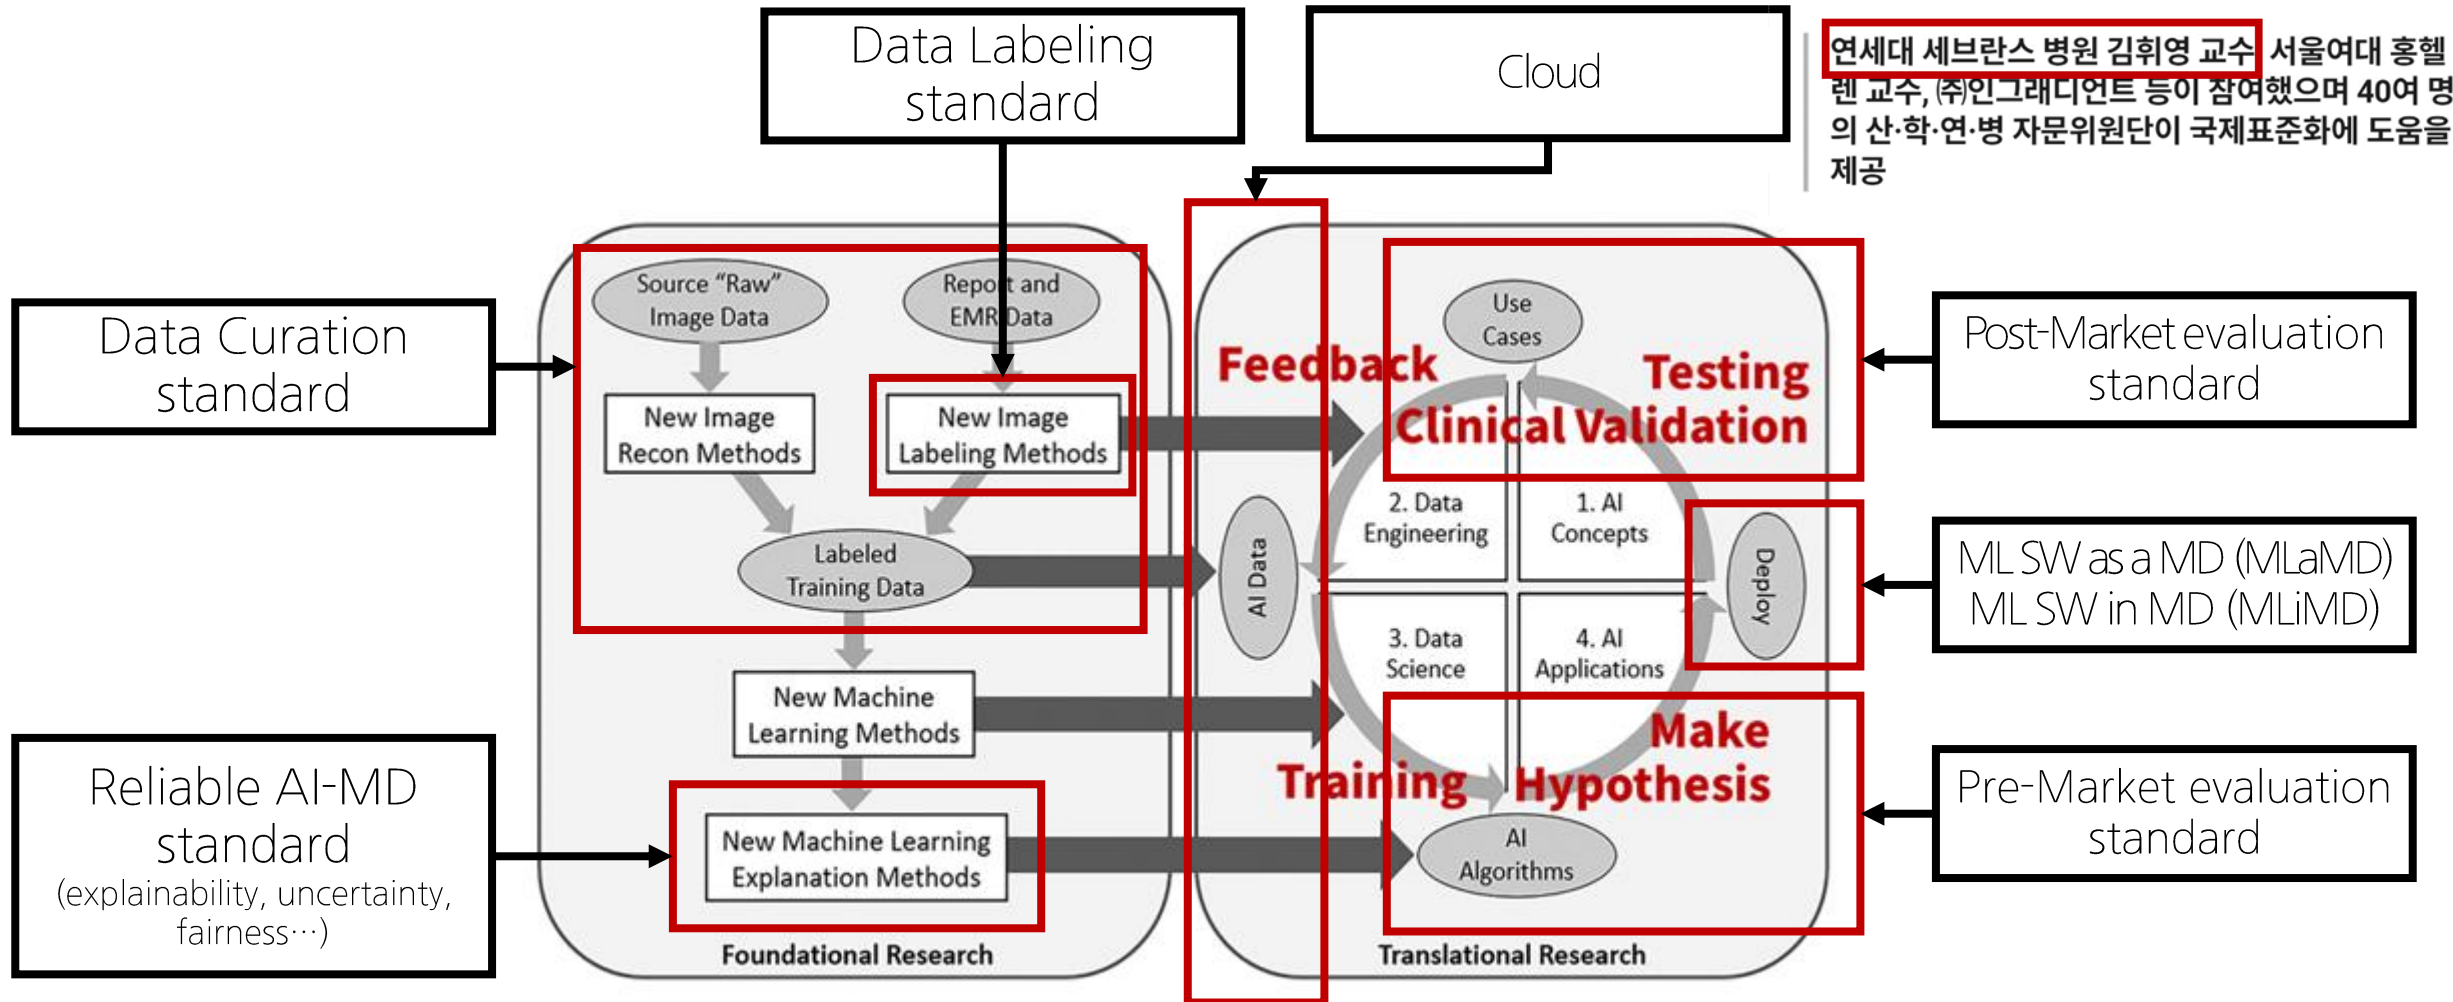 Data Labeling
standard
Cloud
연세대 세브란스 병원 김휘영 교수, 서울여대 홍헬
렌 교수, ㈜인그래디언트 등이 참여했으며 40여 명
의 산·학·연·병 자문위원단이 국제표준화에 도움을
제공
Data Curation
standard
Reliable AI-MD
standard
(explainability, uncertainty,
fairness…)
Source “Raw”
Image Data
Report and
EMR Data
New Image
Recon Methods
New Image
Labeling Methods
Labeled
Training Data
New Machine
Learning Methods
New Machine Learning
Explanation Methods
Foundational Research
Use
Cases
Feedback
Testing
Clinical Validation
AI Data
2. Data
Engineering
1. AI
Concepts
Deploy
3. Data
Science
4. AI
Applications
Training
Make
Hypothesis
AI
Algorithms
Translational Research
Post-Market evaluation
standard
ML SW as a MD (MLaMD)
ML SW in MD (MLiMD)
Pre-Market evaluation
standard